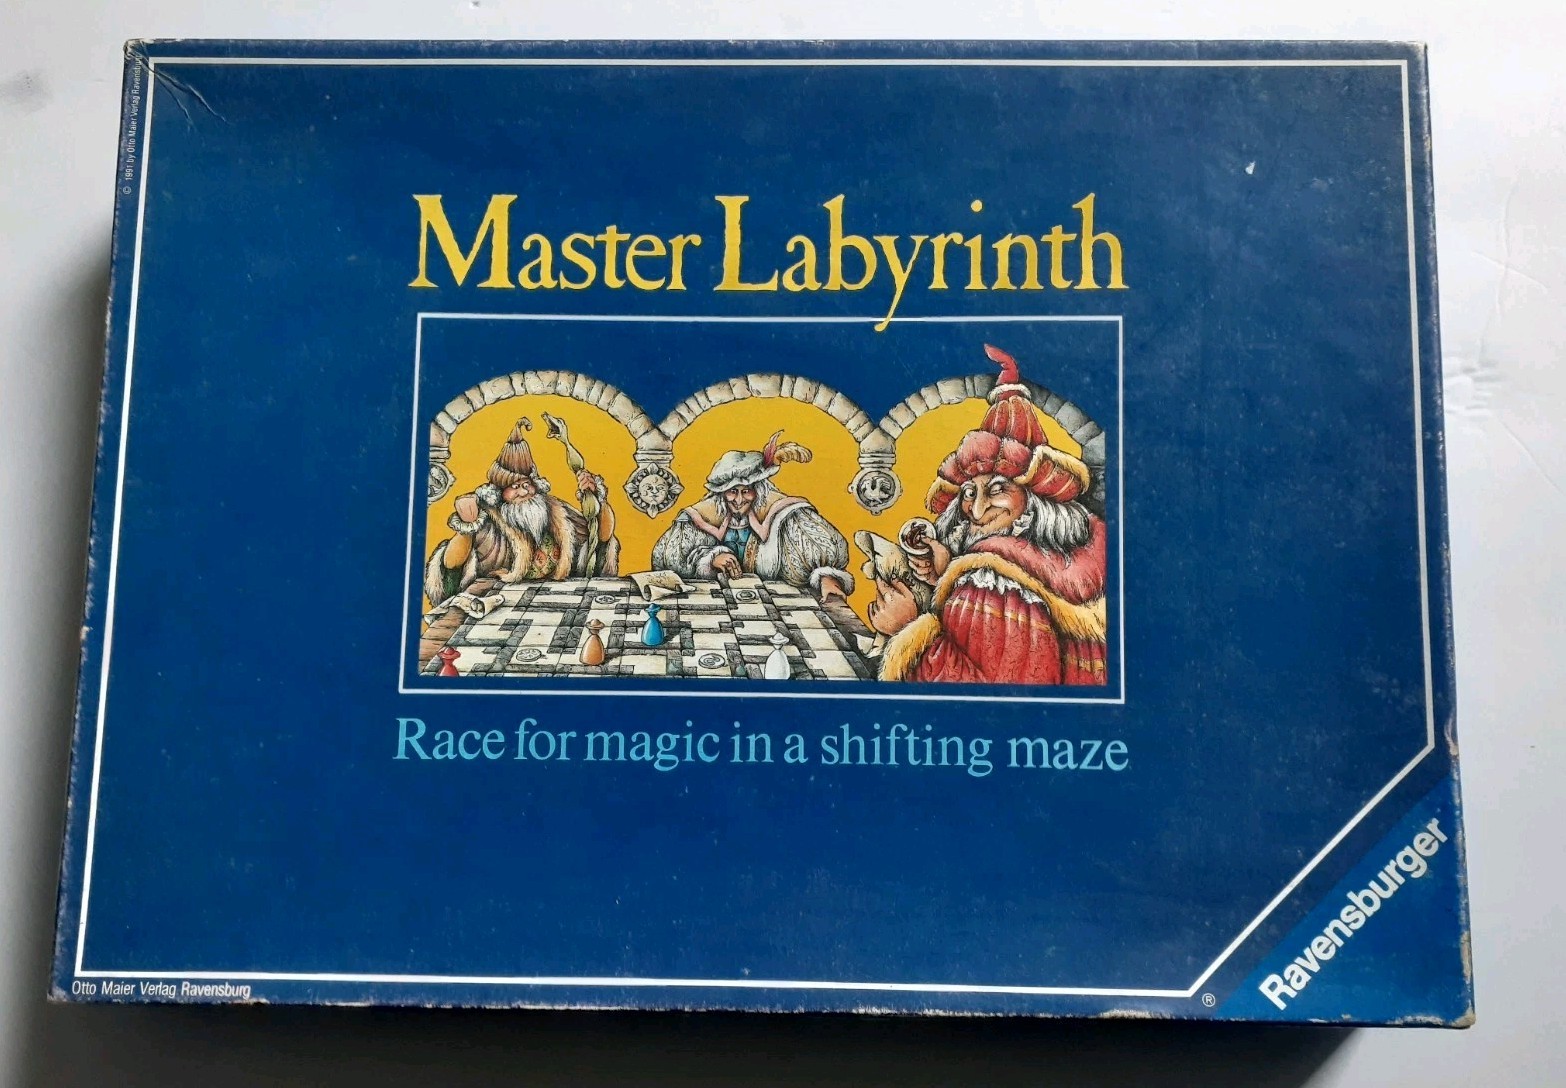 © 1991 by Otto Maier Verlag Ravensburg
Master Labyrinth
Race for magic in a shifting maze
Otto Maier Verlag Ravensburg
®
Ravensburger